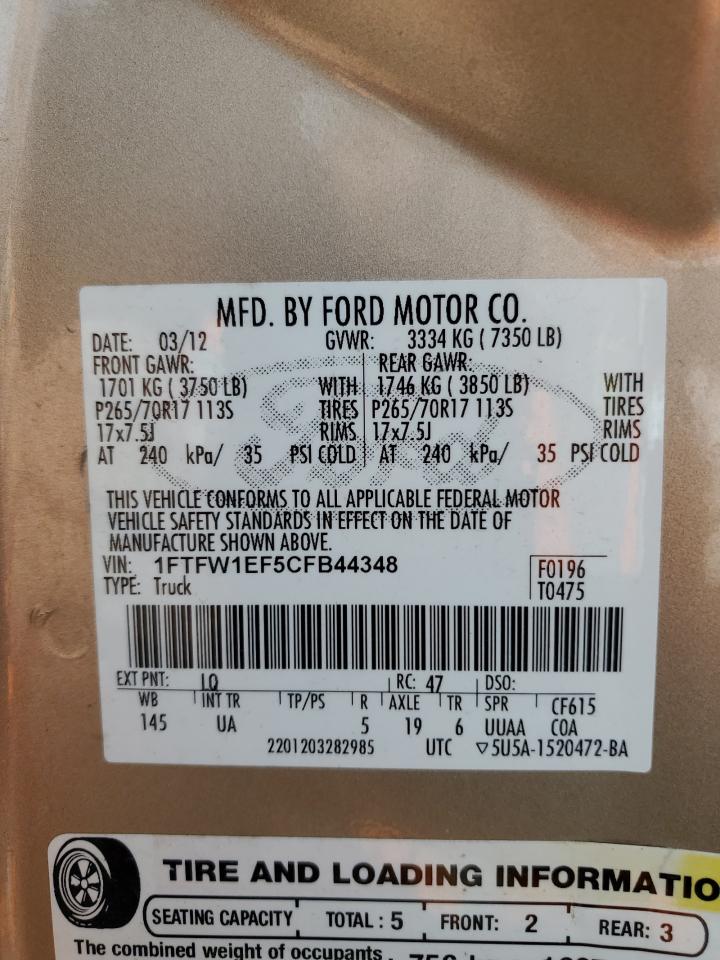 MFD. BY FORD MOTOR CO.
DATE: 03/12 GVWR: 3334 KG ( 7350 LB)
FRONT GAWR: REAR GAWR:
1701 KG ( 3750 LB) WITH 1746 KG ( 3850 LB) WITH
P265/70R17 113S TIRES P265/70R17 113S TIRES
17x7.5J RIMS 17x7.5J RIMS
AT 240 kPa/ 35 PSI COLD AT 240 kPa/ 35 PSI COLD
Ford
THIS VEHICLE CONFORMS TO ALL APPLICABLE FEDERAL MOTOR
VEHICLE SAFETY STANDARDS IN EFFECT ON THE DATE OF
MANUFACTURE SHOWN ABOVE.
VIN: 1FTFW1EF5CFB44348 F0196
TYPE: Truck T0475
EXT PNT: LQ RC: 47 DSO:
WB INT TR TP/PS R AXLE TR SPR CF615
145 UA 5 19 6 UUAA COA
2201203282985 UTC ▽5U5A-1520472-BA
TIRE AND LOADING INFORMATIO
SEATING CAPACITY TOTAL : 5 FRONT: 2 REAR: 3
The combined weight of occupants